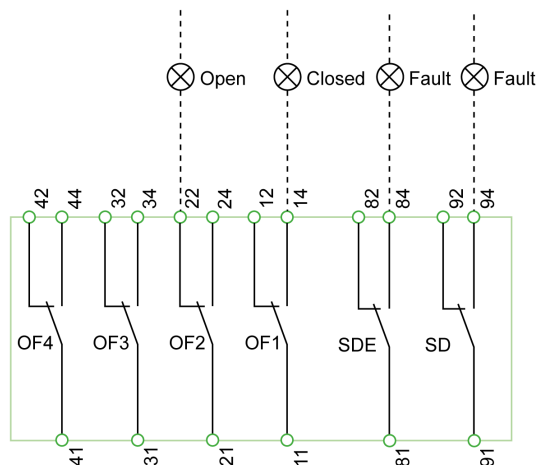 Open Closed Fault Fault
42 44 32 34 22 24 12 14 82 84 92 94
OF4 OF3 OF2 OF1 SDE SD
41 31 21 11 81 91